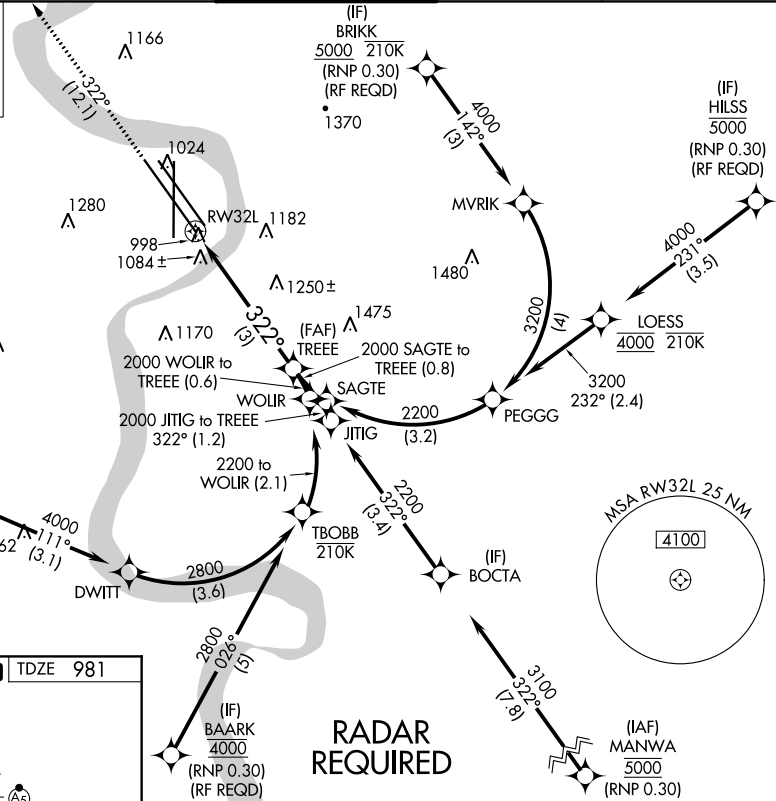 1166
322°
(12.1)
(IF)
BRIKK
5000 210K
(RNP 0.30)
(RF REQD)
1370
4000
142°
(3)
(IF)
HILSS
5000
(RNP 0.30)
(RF REQD)
1024
1280
RW32L
1182
998
1084±
MVRIK
4000
231°
(3.5)
1480
1250±
1475
3200
(4)
LOESS
4000 210K
322°
(3)
1170
(FAF)
TREEE
2000 WOLIR to
TREEE (0.6)
2000 SAGTE to
TREEE (0.8)
SAGTE
WOLIR
3200
232° (2.4)
PEGGG
2000 JITIG to TREEE
322° (1.2)
JITIG
2200
(3.2)
2200 to
WOLIR (2.1)
2200
322°
(3.4)
MSA RW32L 25 NM
4100
TBOBB
210K
4000
111°
(3.1)
62
DWITT
2800
(3.6)
(IF)
BOCTA
2800
026°
(5)
3100
322°
(7.8)
TDZE 981
(IF)
BAARK
4000
(RNP 0.30)
(RF REQD)
RADAR
REQUIRED
(IAF)
MANWA
5000
(RNP 0.30)
A5